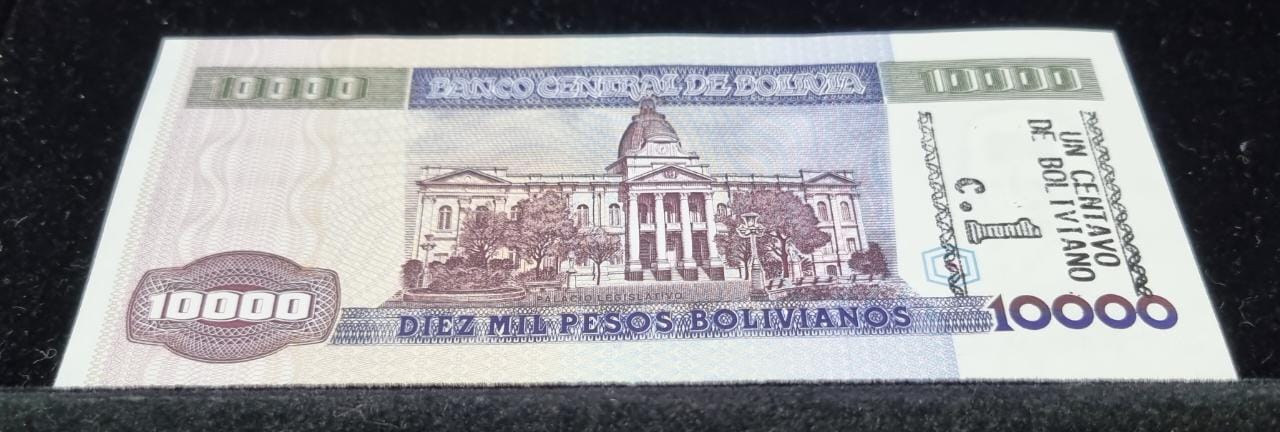 10000
BANCO CENTRAL DE BOLIVIA
10000
UN CENTAVO
DE BOLIVIANO
C.1
PALACIO LEGISLATIVO
10000
DIEZ MIL PESOS BOLIVIANOS
10000